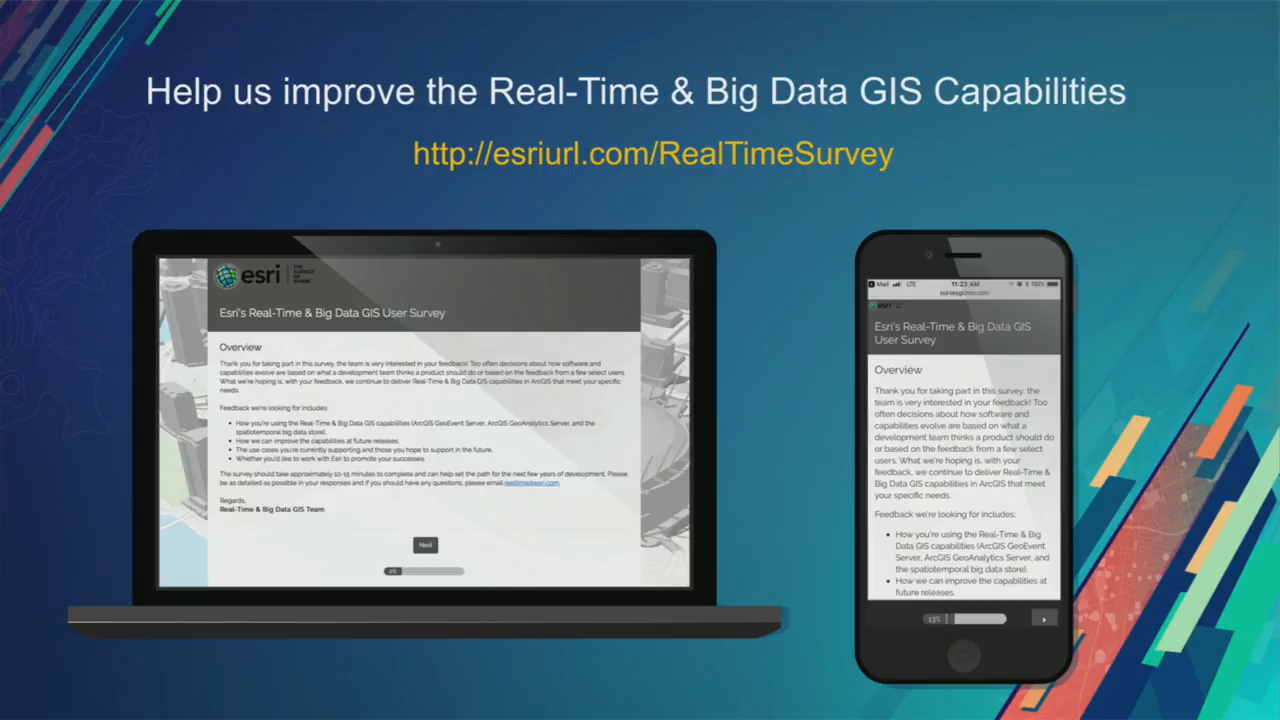 Help us improve the Real-Time & Big Data GIS Capabilities
http://esriurl.com/RealTimeSurvey
esri
THE
SCIENCE
OF
WHERE
Esri's Real-Time & Big Data GIS User Survey
Overview
Thank you for taking part in this survey, the team is very interested in your feedback! Too often decisions about how software and
capabilities evolve are based on what a development team thinks a product should do or based on the feedback from a few select users.
What we're hoping is, with your feedback, we continue to deliver Real-Time & Big Data GIS capabilities in ArcGIS that meet your specific
needs.
Feedback we're looking for includes:
• How you're using the Real-Time & Big Data GIS capabilities (ArcGIS GeoEvent Server, ArcGIS GeoAnalytics Server, and the
spatiotemporal big data store).
• How we can improve the capabilities at future releases.
• The use cases you're currently supporting and those you hope to support in the future.
• Whether you'd like to work with Esri to promote your successes.
The survey should take approximately 10-15 minutes to complete and can help set the path for the next few years of development. Please
be as detailed as possible in your responses and if you should have any questions, please email realtime@esri.com.
Regards,
Real-Time & Big Data GIS Team
Next
0%
Mail LTE 11:23 AM 100%
surveygizmo.com
esri
Esri's Real-Time & Big Data GIS
User Survey
Overview
Thank you for taking part in this survey, the
team is very interested in your feedback! Too
often decisions about how software and
capabilities evolve are based on what a
development team thinks a product should do
or based on the feedback from a few select
users. What we're hoping is, with your
feedback, we continue to deliver Real-Time &
Big Data GIS capabilities in ArcGIS that meet
your specific needs.
Feedback we're looking for includes:
• How you're using the Real-Time & Big
Data GIS capabilities (ArcGIS GeoEvent
Server, ArcGIS GeoAnalytics Server, and
the spatiotemporal big data store).
• How we can improve the capabilities at
future releases.
13%